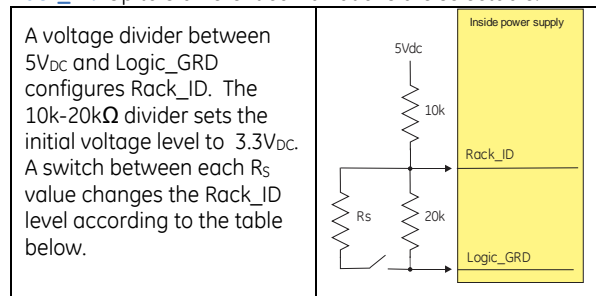 A voltage divider between
5VDC and Logic_GRD
configures Rack_ID.  The
10k-20kΩ divider sets the
initial voltage level to  3.3VDC.
A switch between each RS
value changes the Rack_ID
level according to the table
below.
Inside power supply
5Vdc
10k
Rack_ID
Rs
20k
Logic_GRD